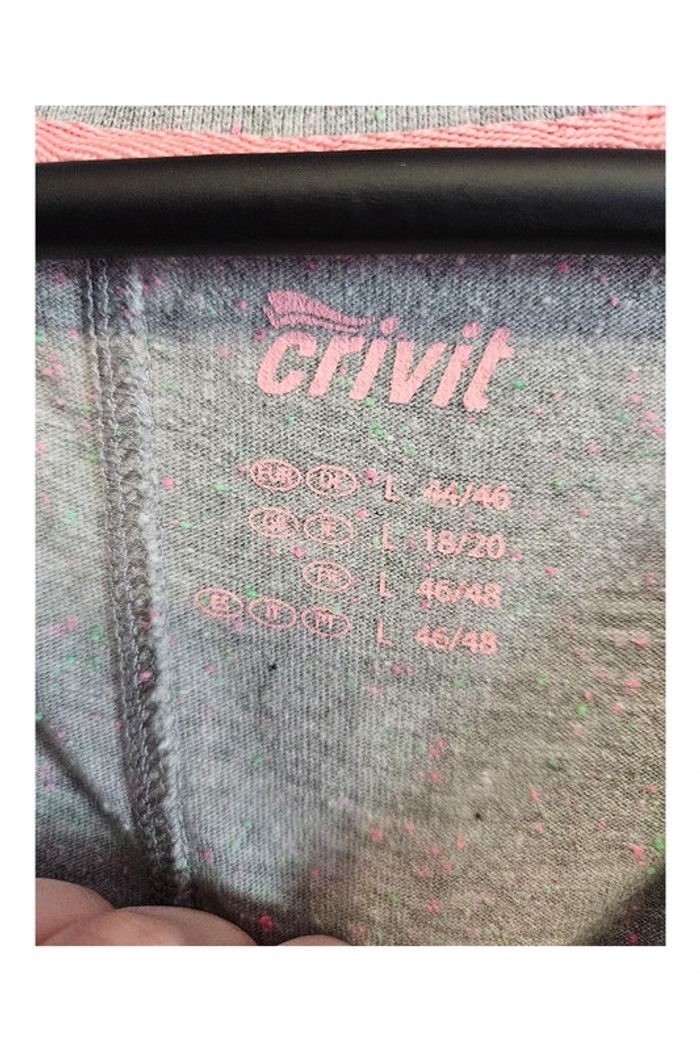 crivit
EUR DE L 44/46
GB IE L 18/20
FR L 46/48
ES IT PT L 46/48